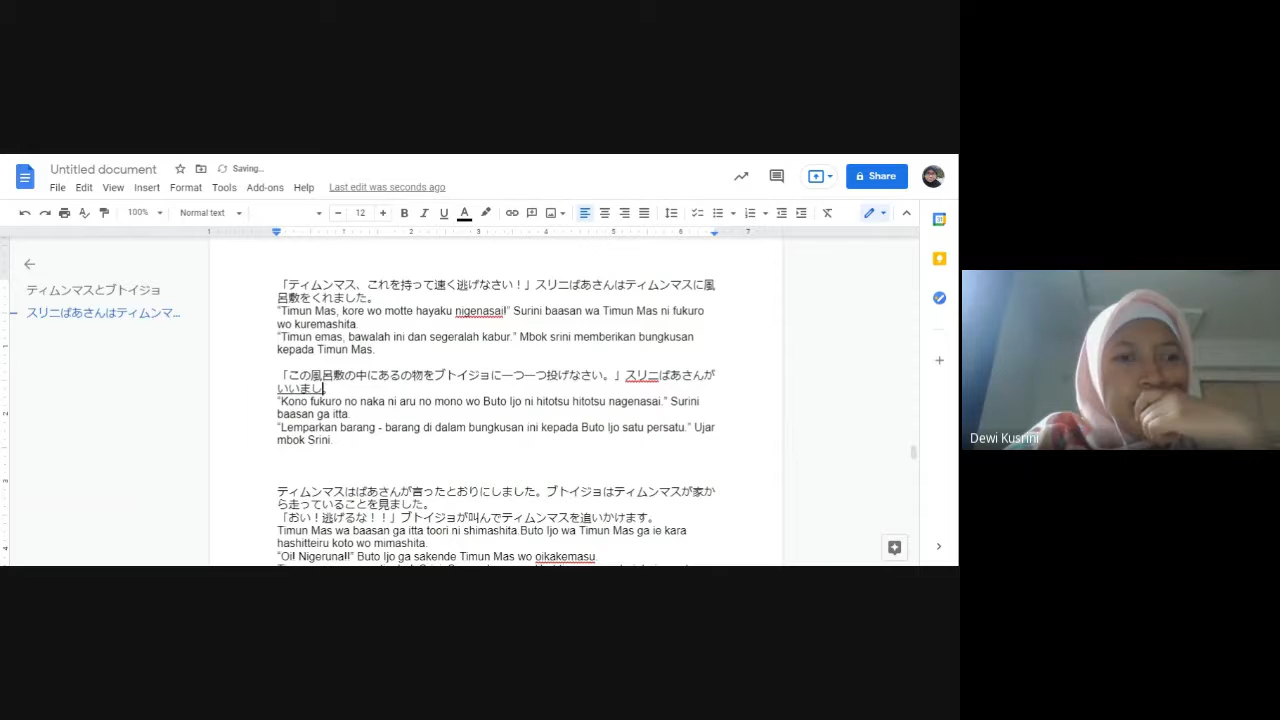 Untitled document
Saving...
File Edit View Insert Format Tools Add-ons Help Last edit was seconds ago
Share
100% Normal text 12
1 1 2 3 4 5 6 7
ティムンマスとブトイジョ
スリニばあさんはティムンマ...
「ティムンマス、これを持って速く逃げなさい！」スリニばあさんはティムンマスに風
呂敷をくれました。
"Timun Mas, kore wo motte hayaku nigenasai!" Surini baasan wa Timun Mas ni fukuro
wo kuremashita.
"Timun emas, bawalah ini dan segeralah kabur." Mbok srini memberikan bungkusan
kepada Timun Mas.
「この風呂敷の中にあるの物をブトイジョに一つ一つ投げなさい。」スリニばあさんが
いいまし
"Kono fukuro no naka ni aru no mono wo Buto Ijo ni hitotsu hitotsu nagenasai." Surini
baasan ga itta.
"Lemparkan barang - barang di dalam bungkusan ini kepada Buto Ijo satu persatu." Ujar
mbok Srini.
ティムンマスはばあさんが言ったとおりにしました。ブトイジョはティムンマスが家か
ら走っていることを見ました。
「おい！逃げるな！！」ブトイジョが叫んでティムンマスを追いかけます。
Timun Mas wa baasan ga itta toori ni shimashita.Buto Ijo wa Timun Mas ga ie kara
hashitteiru koto wo mimashita.
"Oi! Nigeruna!!" Buto Ijo ga sakende Timun Mas wo oikakemasu.
Dewi Kusrini